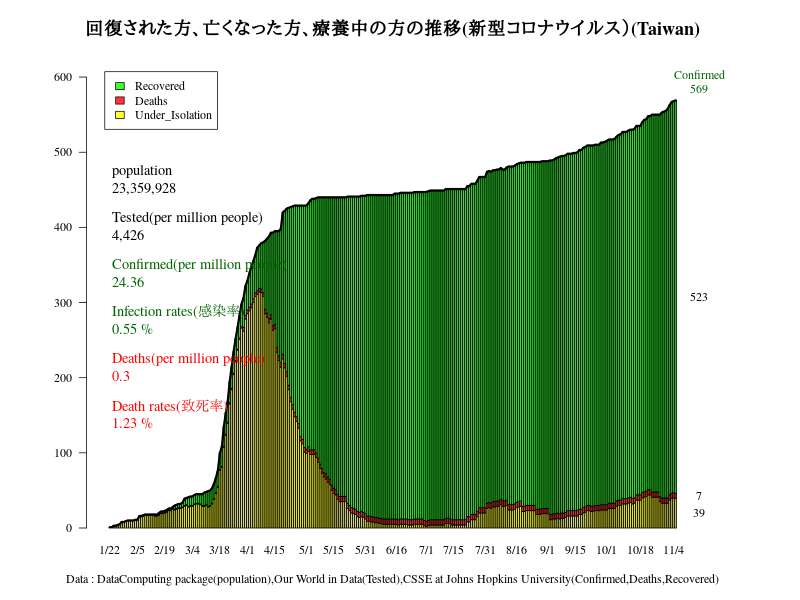 回復された方、亡くなった方、療養中の方の推移(新型コロナウイルス）(Taiwan)
Confirmed
569
600
500
400
300
200
100
0
Recovered
Deaths
Under_Isolation
population
23,359,928
Tested(per million people)
4,426
Confirmed(per million people)
24.36
Infection rates(感染率)
0.55 %
Deaths(per million people)
0.3
Death rates(致死率)
1.23 %
523
7
39
1/22 2/5 2/19 3/4 3/18 4/1 4/15 5/1 5/15 5/31 6/16 7/1 7/15 7/31 8/16 9/1 9/15 10/1 10/18 11/4
Data : DataComputing package(population),Our World in Data(Tested),CSSE at Johns Hopkins University(Confirmed,Deaths,Recovered)